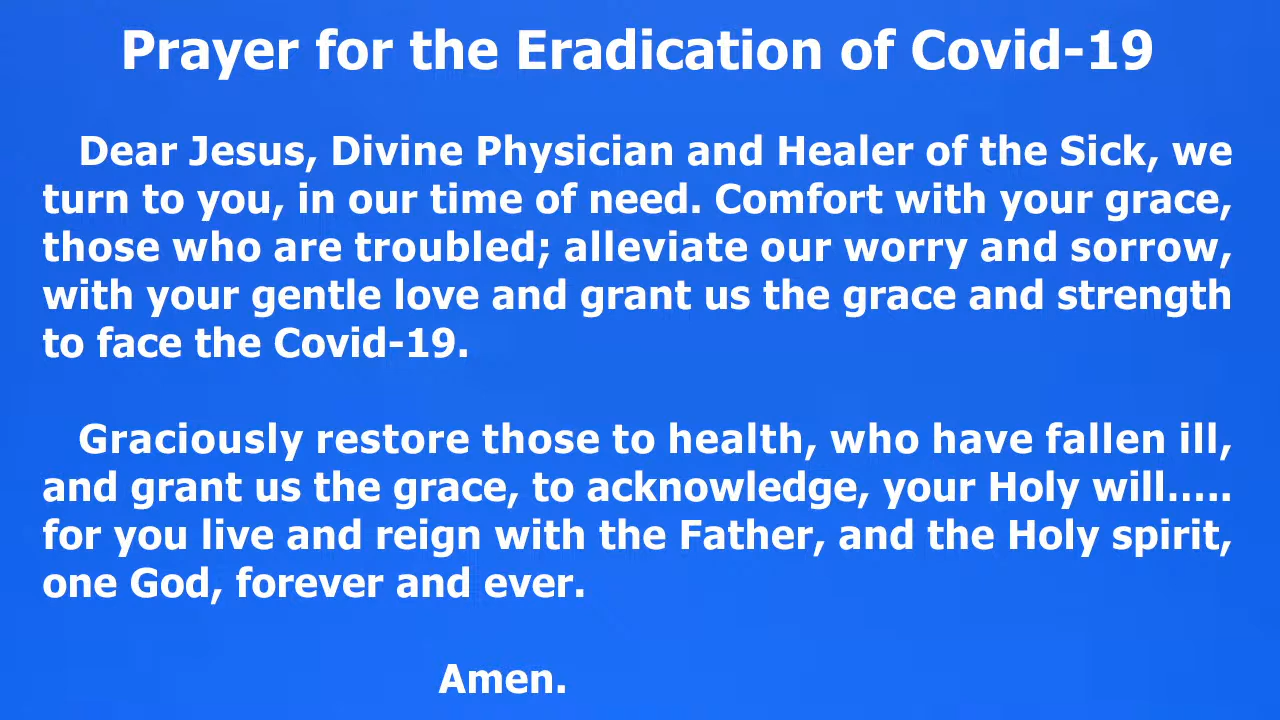 Prayer for the Eradication of Covid-19
Dear Jesus, Divine Physician and Healer of the Sick, we
turn to you, in our time of need. Comfort with your grace,
those who are troubled; alleviate our worry and sorrow,
with your gentle love and grant us the grace and strength
to face the Covid-19.
Graciously restore those to health, who have fallen ill,
and grant us the grace, to acknowledge, your Holy will.....
for you live and reign with the Father, and the Holy spirit,
one God, forever and ever.
Amen.